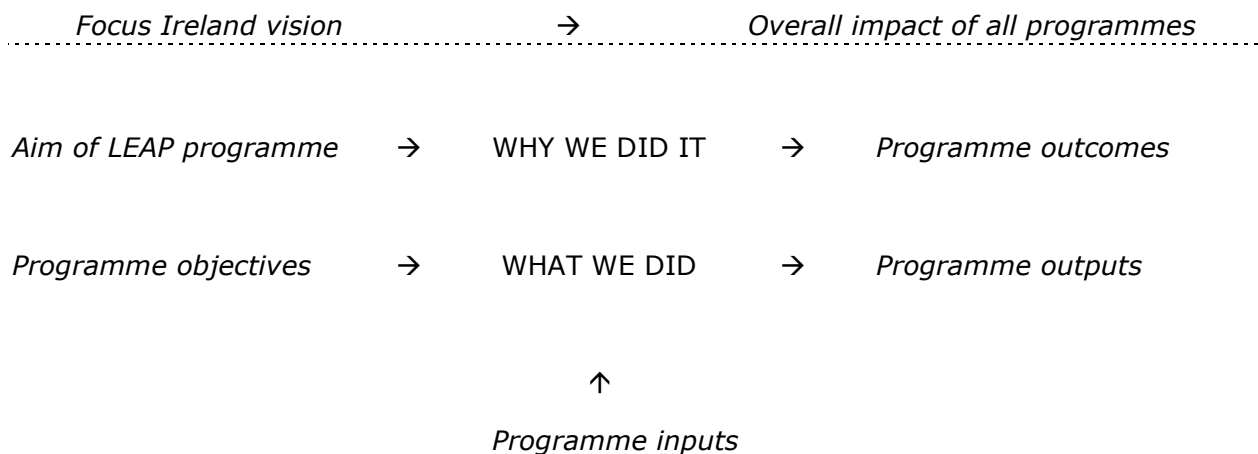 Focus Ireland vision → Overall impact of all programmes
Aim of LEAP programme → WHY WE DID IT → Programme outcomes
Programme objectives → WHAT WE DID → Programme outputs
↑
Programme inputs